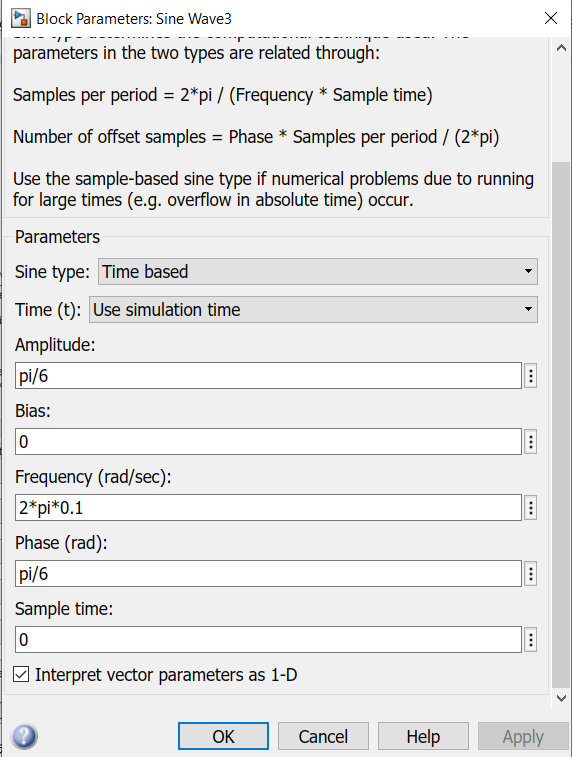 Block Parameters: Sine Wave3
Sine type determines the computational technique used. The
parameters in the two types are related through:
Samples per period = 2*pi / (Frequency * Sample time)
Number of offset samples = Phase * Samples per period / (2*pi)
Use the sample-based sine type if numerical problems due to running
for large times (e.g. overflow in absolute time) occur.
Parameters
Sine type: Time based
Time (t): Use simulation time
Amplitude:
pi/6
Bias:
0
Frequency (rad/sec):
2*pi*0.1
Phase (rad):
pi/6
Sample time:
0
Interpret vector parameters as 1-D
OK Cancel Help Apply